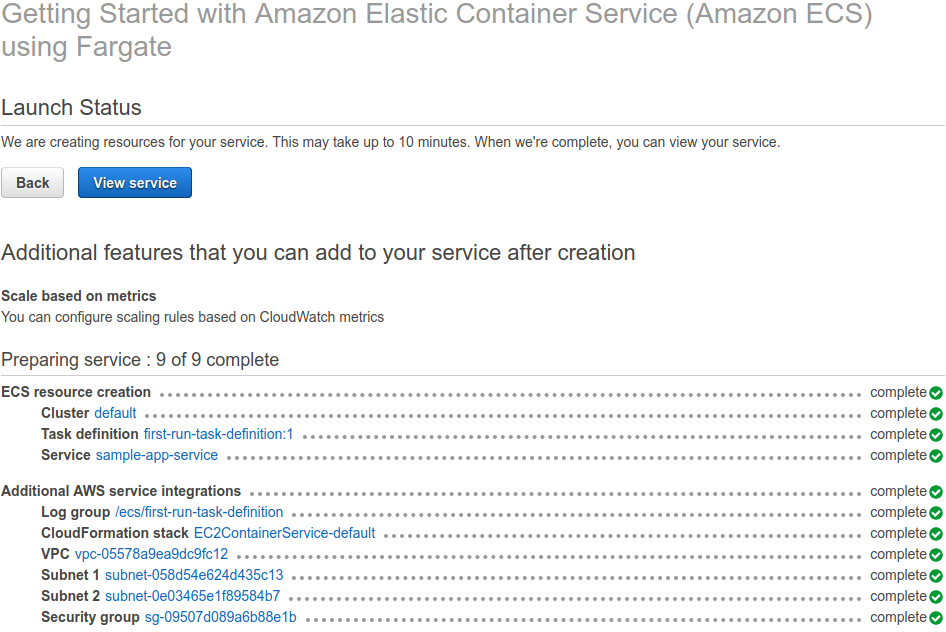 Getting Started with Amazon Elastic Container Service (Amazon ECS)
using Fargate
Launch Status
We are creating resources for your service. This may take up to 10 minutes. When we're complete, you can view your service.
Back View service
Additional features that you can add to your service after creation
Scale based on metrics
You can configure scaling rules based on CloudWatch metrics
Preparing service : 9 of 9 complete
ECS resource creation complete
Cluster default complete
Task definition first-run-task-definition:1 complete
Service sample-app-service complete
Additional AWS service integrations complete
Log group /ecs/first-run-task-definition complete
CloudFormation stack EC2ContainerService-default complete
VPC vpc-05578a9ea9dc9fc12 complete
Subnet 1 subnet-058d54e624d435c13 complete
Subnet 2 subnet-0e03465e1f89584b7 complete
Security group sg-09507d089a6b88e1b complete